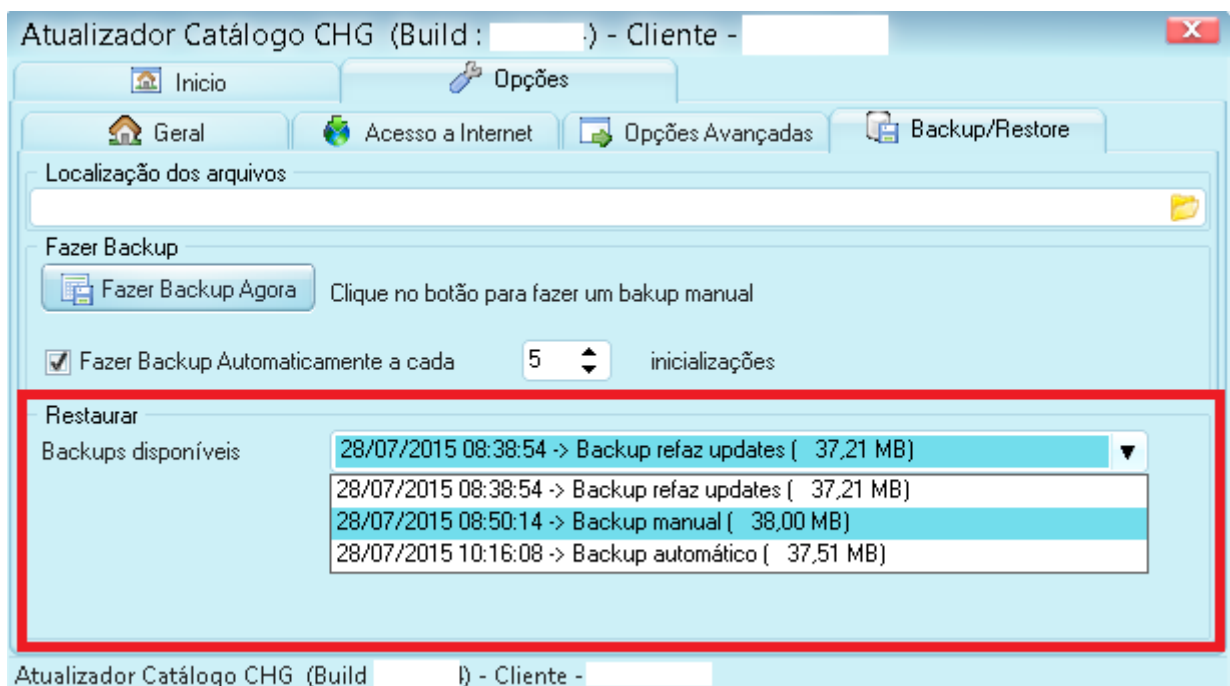 Atualizador Catálogo CHG (Build : ) - Cliente -
Inicio Opções
Geral Acesso a Internet Opções Avançadas Backup/Restore
Localização dos arquivos
Fazer Backup
Fazer Backup Agora Clique no botão para fazer um bakup manual
Fazer Backup Automaticamente a cada 5 inicializações
Restaurar
Backups disponíveis 28/07/2015 08:38:54 -> Backup refaz updates ( 37,21 MB)
28/07/2015 08:38:54 -> Backup refaz updates ( 37,21 MB)
28/07/2015 08:50:14 -> Backup manual ( 38,00 MB)
28/07/2015 10:16:08 -> Backup automático ( 37,51 MB)
Atualizador Catálogo CHG (Build ) - Cliente -